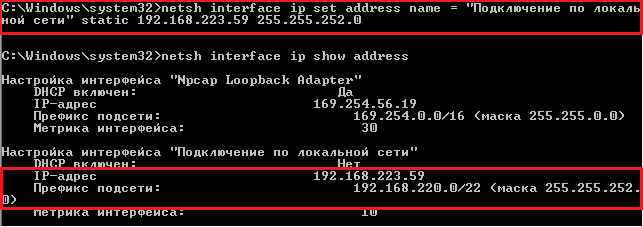 C:\Windows\system32>netsh interface ip set address name = "Подключение по локаль
ной сети" static 192.168.223.59 255.255.252.0
C:\Windows\system32>netsh interface ip show address
Настройка интерфейса "Npcap Loopback Adapter"
DHCP включен: Да
IP-адрес 169.254.56.19
Префикс подсети: 169.254.0.0/16 (маска 255.255.0.0)
Метрика интерфейса: 30
Настройка интерфейса "Подключение по локальной сети"
DHCP включен: Нет
IP-адрес 192.168.223.59
Префикс подсети: 192.168.220.0/22 (маска 255.255.252.
0)
Метрика интерфейса: 10